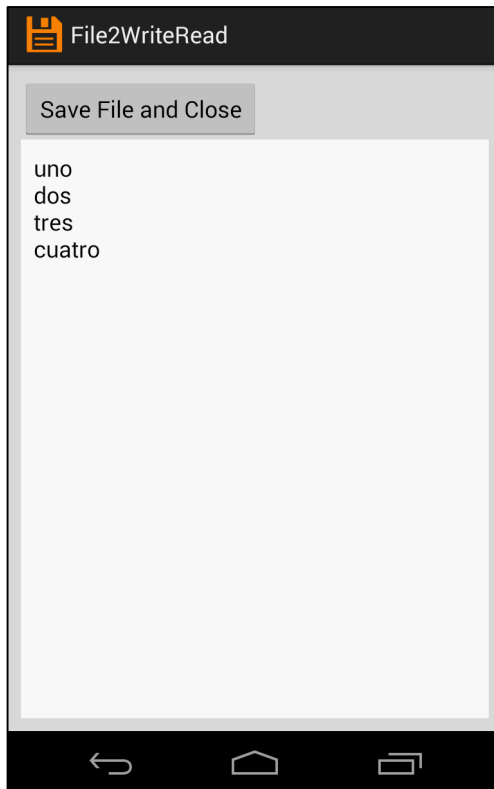 File2WriteRead
Save File and Close
uno
dos
tres
cuatro